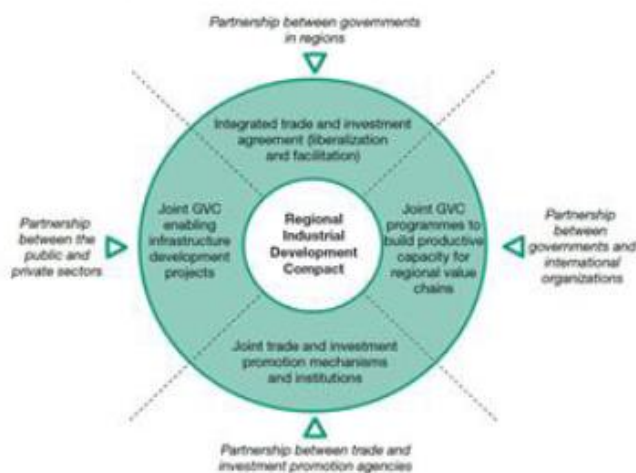 Partnership between governments
in regions
Integrated trade and investment
agreement (liberalization
and facilitation)
Partnership
between the
public and
private sectors
Joint GVC
enabling
infrastructure
development
projects
Regional
Industrial
Development
Compact
Joint GVC
programmes to
build productive
capacity for
regional value
chains
Partnership
between
governments and
international
organizations
Joint trade and investment
promotion mechanisms
and institutions
Partnership between trade and
investment promotion agencies